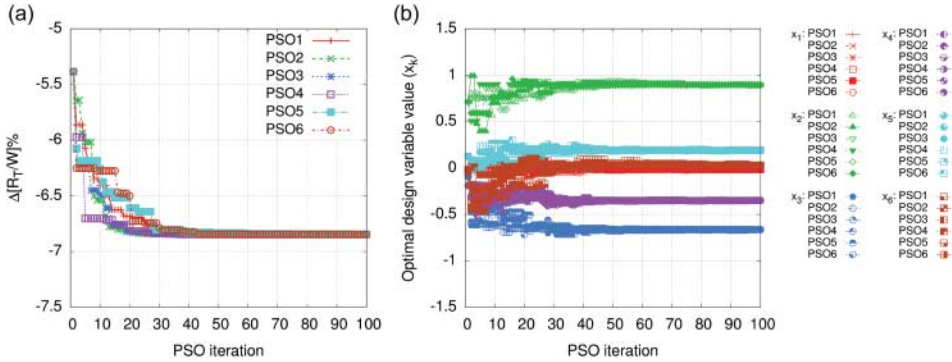 (a)
-5
-5.5
-6
-6.5
-7
-7.5
Δ[R_T/W]%
0 10 20 30 40 50 60 70 80 90 100
PSO iteration
PSO1
PSO2
PSO3
PSO4
PSO5
PSO6
(b)
1.5
1
0.5
0
-0.5
-1
-1.5
Optimal design variable value (x_k)
0 10 20 30 40 50 60 70 80 90 100
PSO iteration
x_1: PSO1
PSO2
PSO3
PSO4
PSO5
PSO6
x_2: PSO1
PSO2
PSO3
PSO4
PSO5
PSO6
x_3: PSO1
PSO2
PSO3
PSO4
PSO5
PSO6
x_4: PSO1
PSO2
PSO3
PSO4
PSO5
PSO6
x_5: PSO1
PSO2
PSO3
PSO4
PSO5
PSO6
x_6: PSO1
PSO2
PSO3
PSO4
PSO5
PSO6